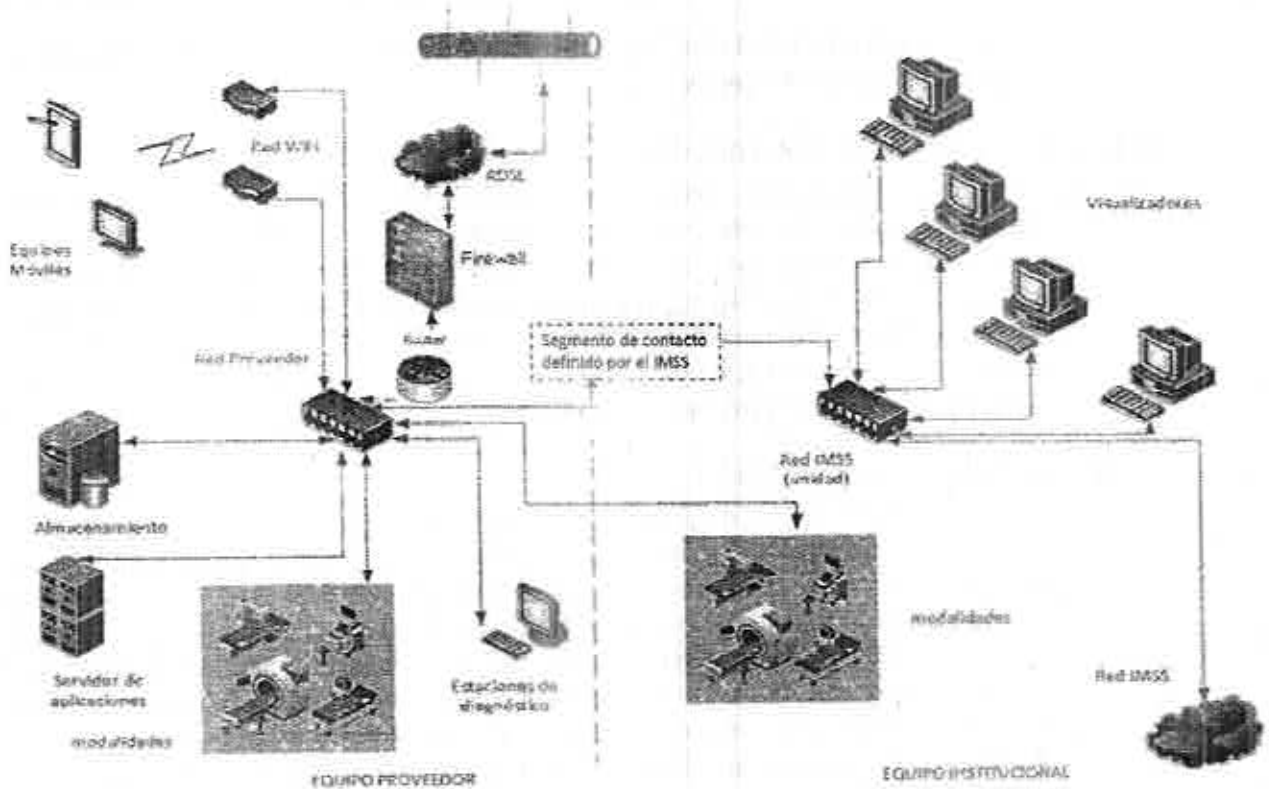 Red WiFi
ADSL
Visualizadores
Equipos
Móviles
Firewall
Router
Segmento de contacto
definido por el IMSS
Red Proveedor
Red IMSS
(unidad)
Almacenamiento
modalidades
Servidor de
aplicaciones
Estaciones de
diagnóstico
Red IMSS
modalidades
EQUIPO PROVEEDOR
EQUIPO INSTITUCIONAL